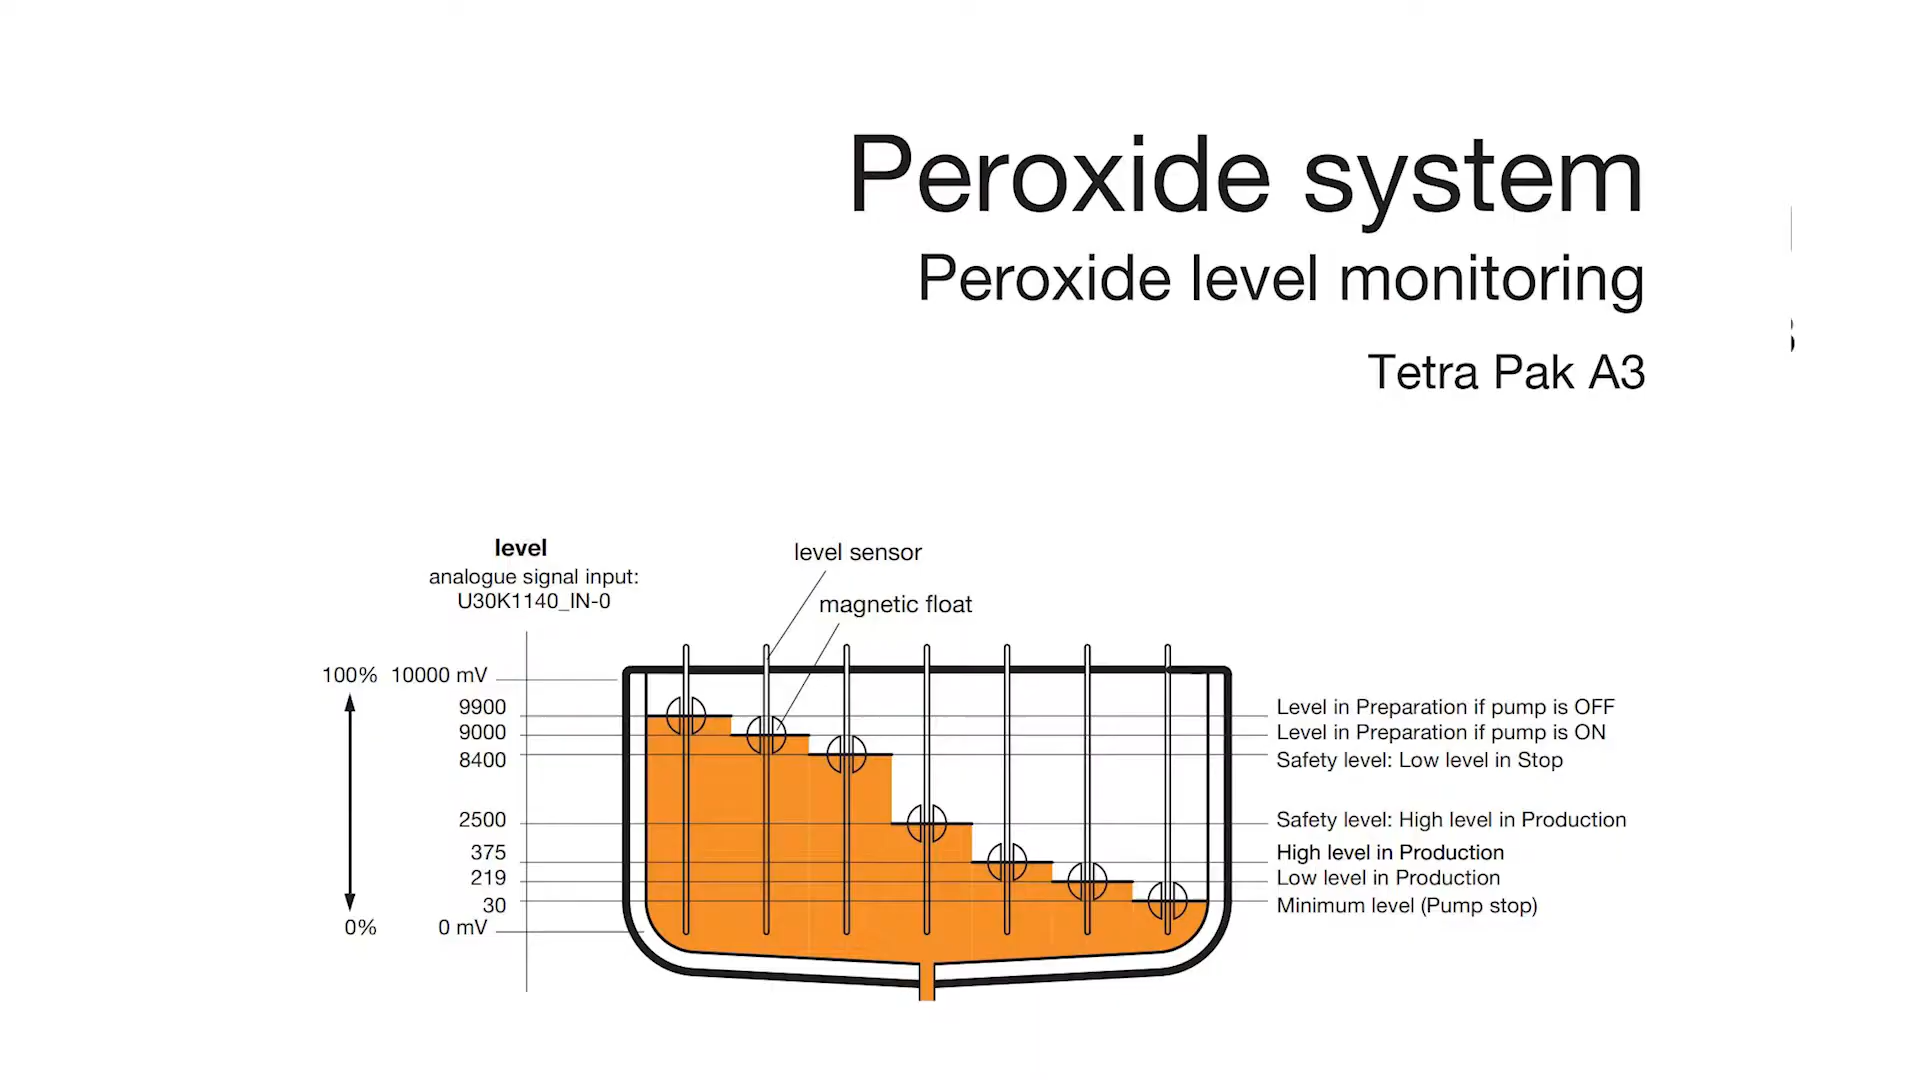 Peroxide system
Peroxide level monitoring
Tetra Pak A3
level
analogue signal input:
U30K1140_IN-0
level sensor
magnetic float
100% 10000 mV
9900 Level in Preparation if pump is OFF
9000 Level in Preparation if pump is ON
8400 Safety level: Low level in Stop
2500 Safety level: High level in Production
375 High level in Production
219 Low level in Production
30 Minimum level (Pump stop)
0% 0 mV